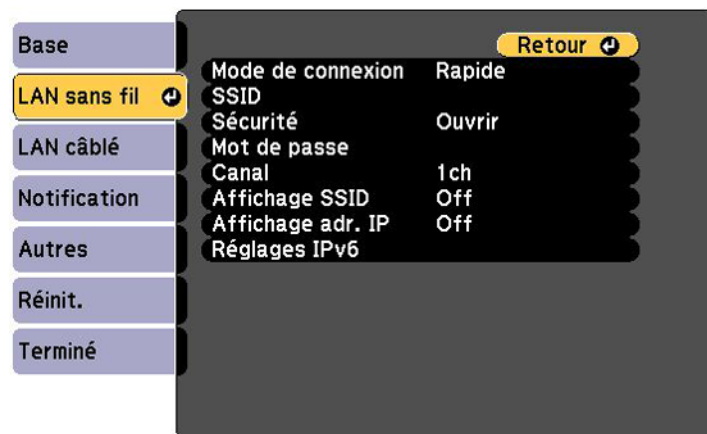 Base
LAN sans fil
LAN câblé
Notification
Autres
Réinit.
Terminé
Retour
Mode de connexion Rapide
SSID
Sécurité Ouvrir
Mot de passe
Canal 1ch
Affichage SSID Off
Affichage adr. IP Off
Réglages IPv6